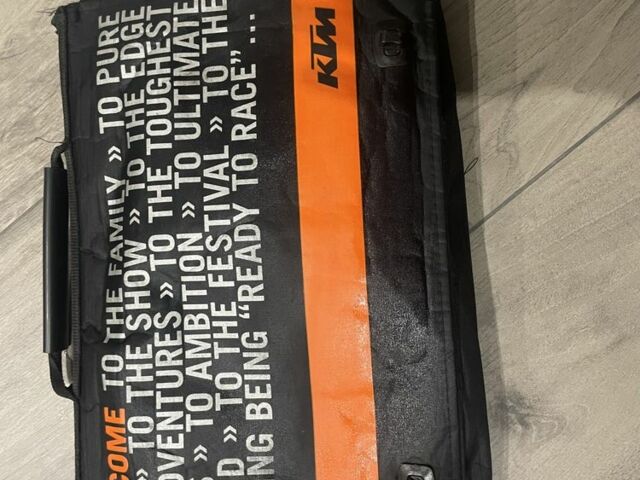 COME TO THE FAMILY » TO PURE
» TO THE SHOW » TO THE EDGE
DVENTURES » TO THE TOUGHEST
S » TO AMBITION » TO ULTIMATE
D » TO THE FESTIVAL » TO THE
NG BEING “READY TO RACE” ...
KTM